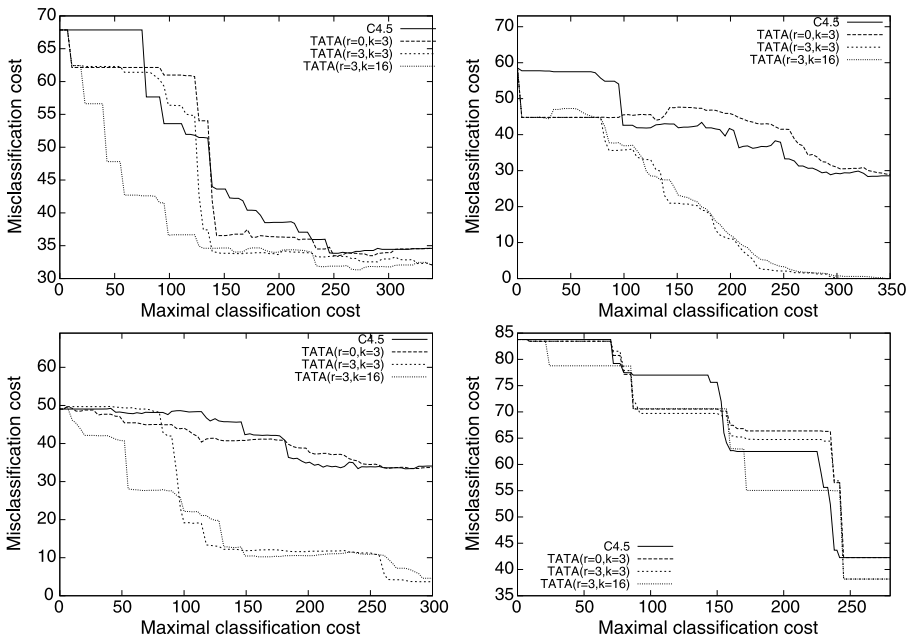 70
65
60
55
50
45
40
35
30
0
50
100
150
200
250
300
Misclassification cost
Maximal classification cost
C4.5
TATA(r=0,k=3)
TATA(r=3,k=3)
TATA(r=3,k=16)
70
60
50
40
30
20
10
0
0
50
100
150
200
250
300
350
Misclassification cost
Maximal classification cost
C4.5
TATA(r=0,k=3)
TATA(r=3,k=3)
TATA(r=3,k=16)
60
50
40
30
20
10
0
0
50
100
150
200
250
300
Misclassification cost
Maximal classification cost
C4.5
TATA(r=0,k=3)
TATA(r=3,k=3)
TATA(r=3,k=16)
85
80
75
70
65
60
55
50
45
40
35
0
50
100
150
200
250
Misclassification cost
Maximal classification cost
C4.5
TATA(r=0,k=3)
TATA(r=3,k=3)
TATA(r=3,k=16)